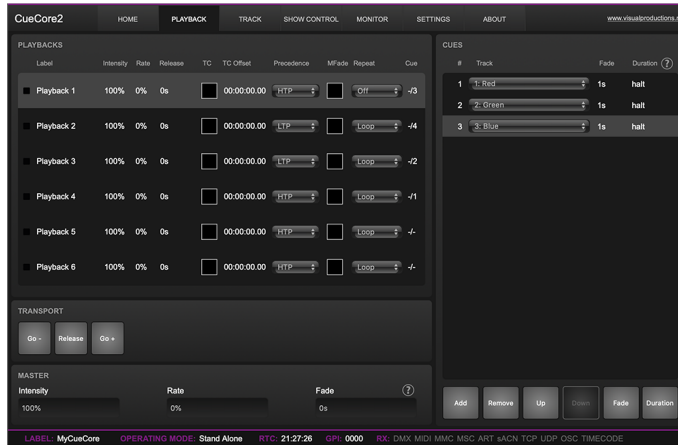 CueCore2 HOME PLAYBACK TRACK SHOW CONTROL MONITOR SETTINGS ABOUT www.visualproductions.n
PLAYBACKS
Label Intensity Rate Release TC TC Offset Precedence MFade Repeat Cue
Playback 1 100% 0% 0s 00:00:00.00 HTP Off -/3
Playback 2 100% 0% 0s 00:00:00.00 LTP Loop -/4
Playback 3 100% 0% 0s 00:00:00.00 LTP Loop -/2
Playback 4 100% 0% 0s 00:00:00.00 HTP Loop -/1
Playback 5 100% 0% 0s 00:00:00.00 HTP Loop -/-
Playback 6 100% 0% 0s 00:00:00.00 HTP Loop -/-
TRANSPORT
Go - Release Go +
MASTER
Intensity Rate Fade ?
100% 0% 0s
CUES
# Track Fade Duration ?
1 1: Red 1s halt
2 2: Green 1s halt
3 3: Blue 1s halt
Add Remove Up Down Fade Duration
LABEL: MyCueCore OPERATING MODE: Stand Alone RTC: 21:27:26 GPI: 0000 RX: DMX MIDI MMC MSC ART sACN TCP UDP OSC TIMECODE